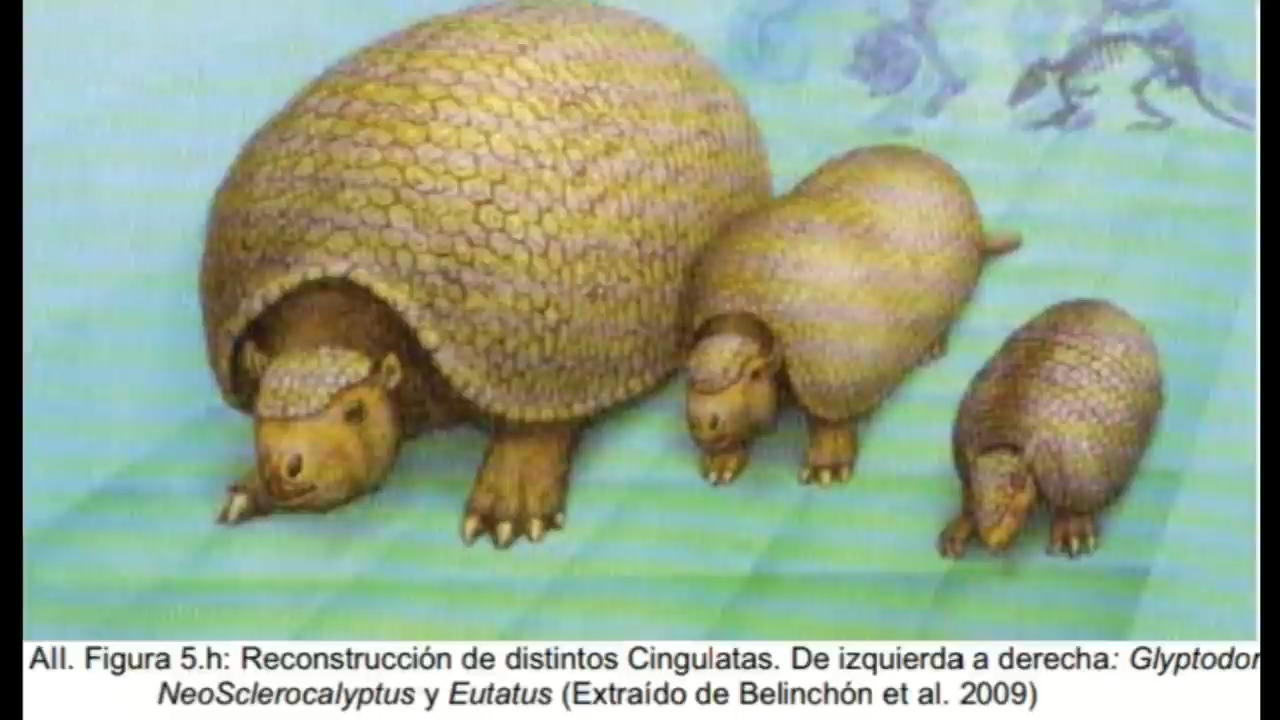 AII. Figura 5.h: Reconstrucción de distintos Cingulatas. De izquierda a derecha: Glyptodon
NeoSclerocalyptus y Eutatus (Extraído de Belinchón et al. 2009)